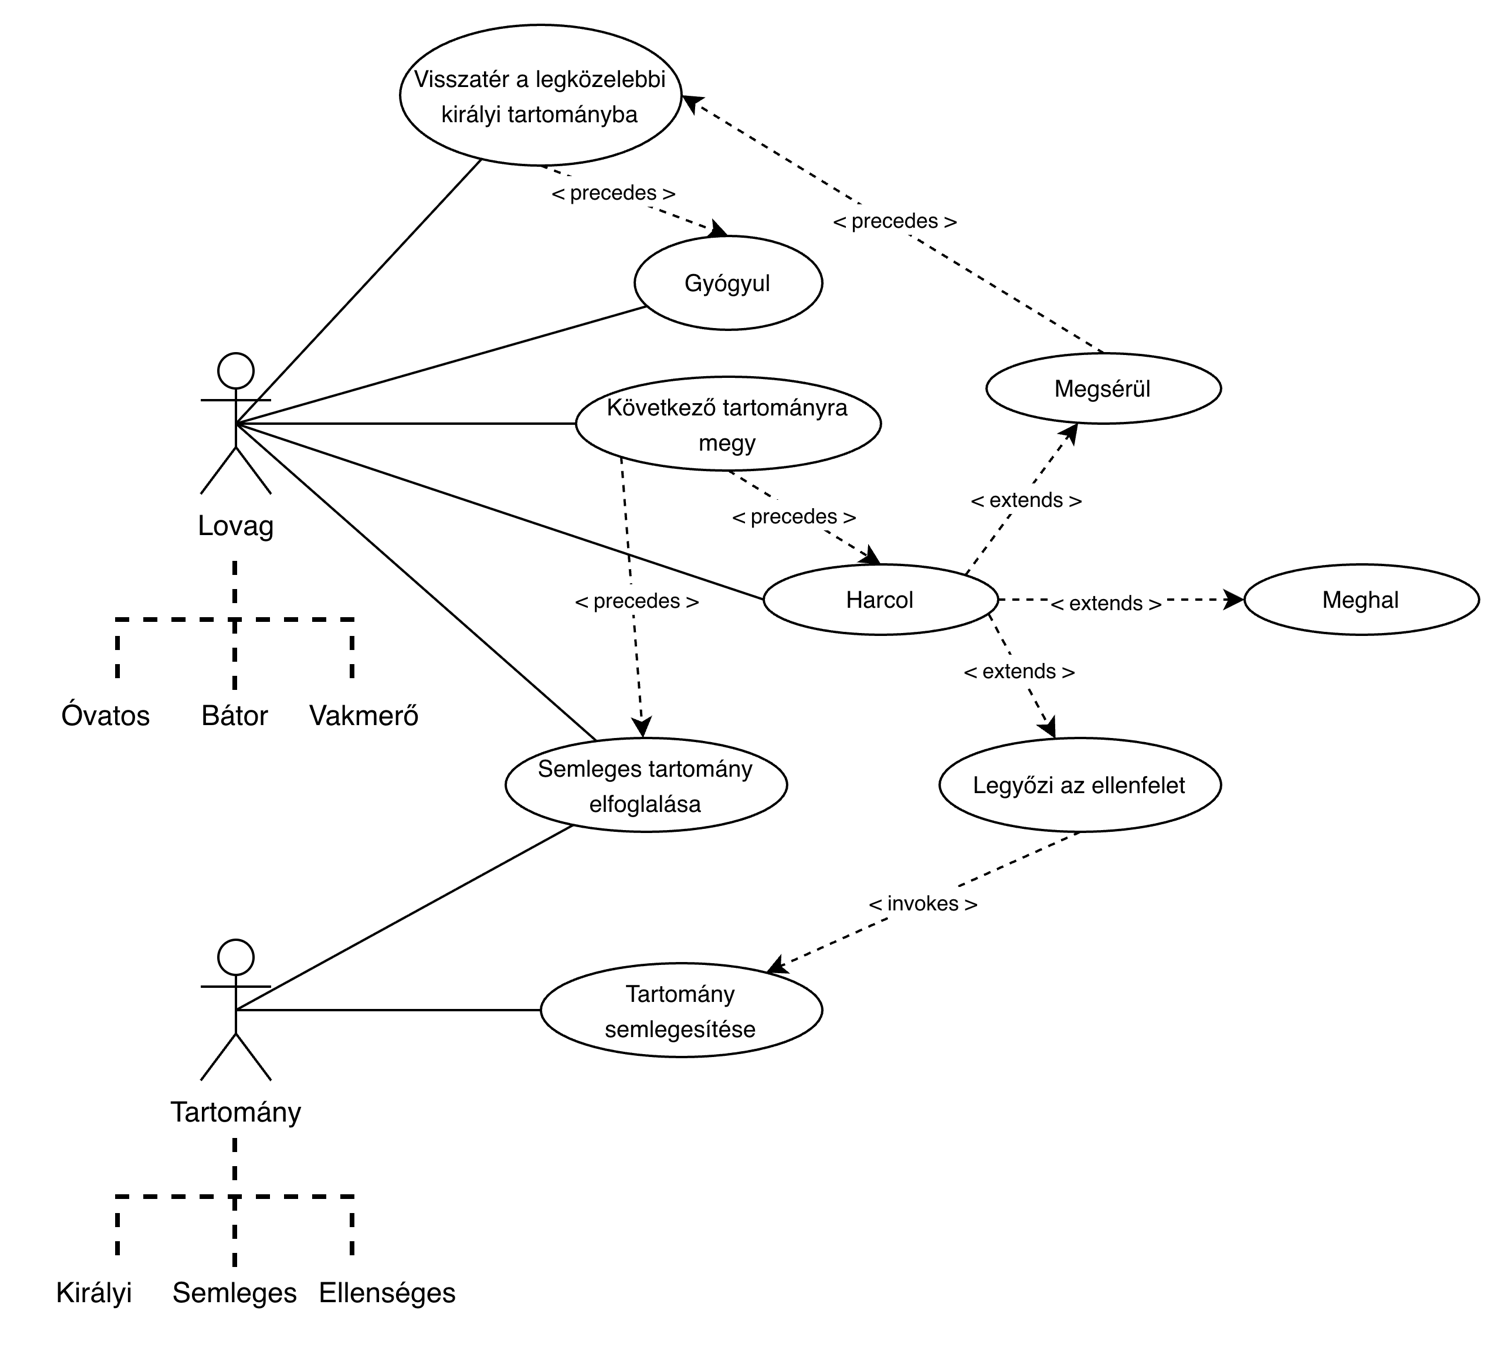 Visszatér a legközelebbi
királyi tartományba
< precedes >
< precedes >
Gyógyul
Megsérül
Következő tartományra
megy
< extends >
< precedes >
Lovag
Harcol
< extends >
Meghal
< precedes >
< extends >
Óvatos
Bátor
Vakmerő
Semleges tartomány
elfoglalása
Legyőzi az ellenfelet
< invokes >
Tartomány
semlegesítése
Tartomány
Királyi
Semleges
Ellenséges